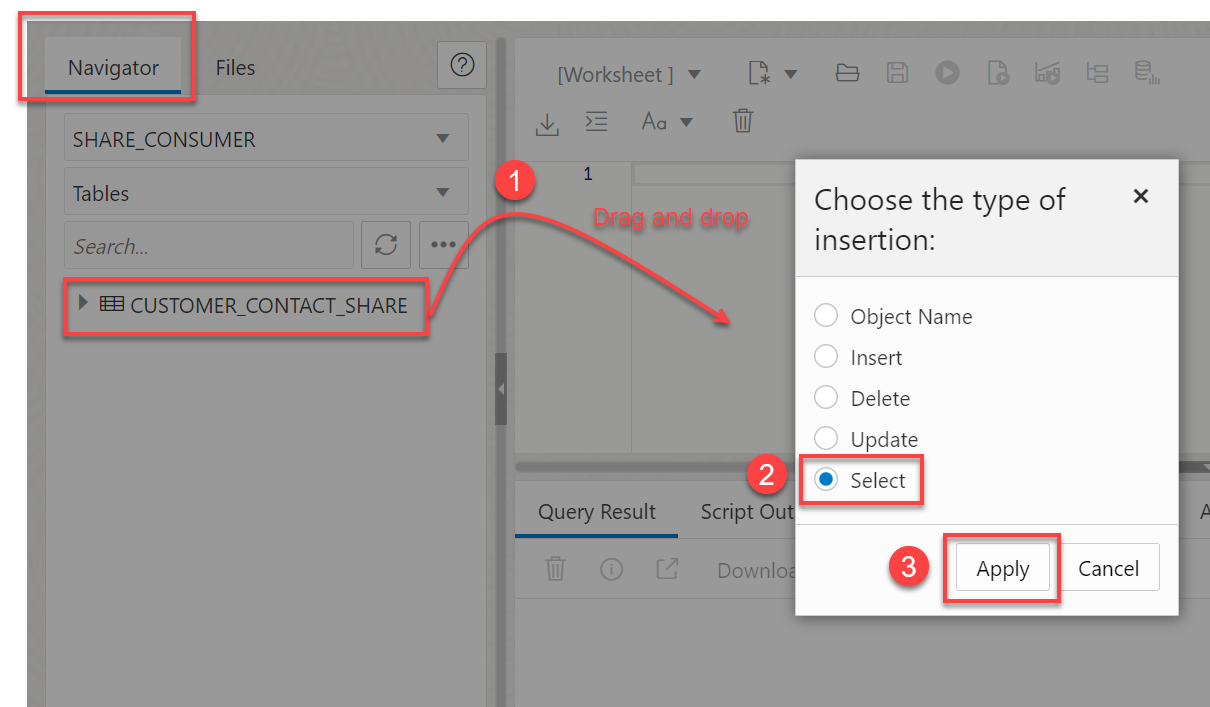 Navigator
Files
?
[Worksheet ]
Aa
SHARE_CONSUMER
Tables
Search...
CUSTOMER_CONTACT_SHARE
1
1
Drag and drop
Choose the type of
insertion:
Object Name
Insert
Delete
Update
2
Select
Query Result
Script Out
A
Downloa
3
Apply
Cancel